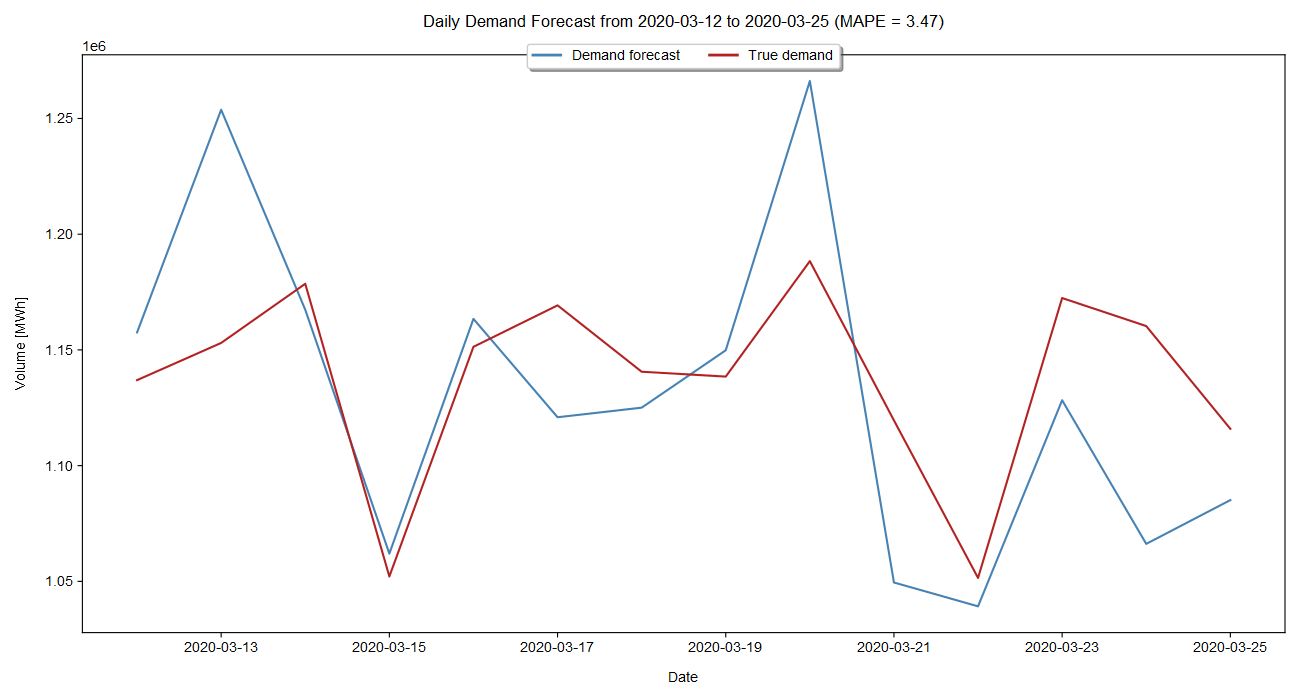 Daily Demand Forecast from 2020-03-12 to 2020-03-25 (MAPE = 3.47)
1e6
Demand forecast True demand
1.25
1.20
1.15
1.10
1.05
Volume [MWh]
2020-03-13 2020-03-15 2020-03-17 2020-03-19 2020-03-21 2020-03-23 2020-03-25
Date